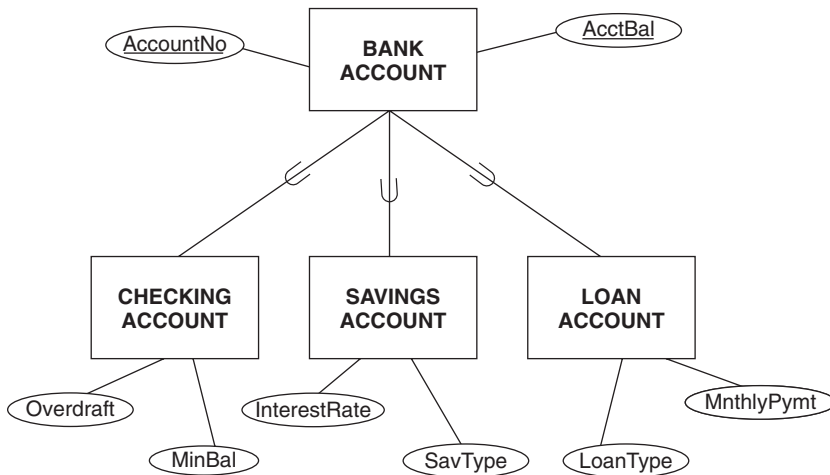 AccountNo
BANK
ACCOUNT
AcctBal
CHECKING
ACCOUNT
SAVINGS
ACCOUNT
LOAN
ACCOUNT
Overdraft
MinBal
InterestRate
SavType
LoanType
MnthlyPymt